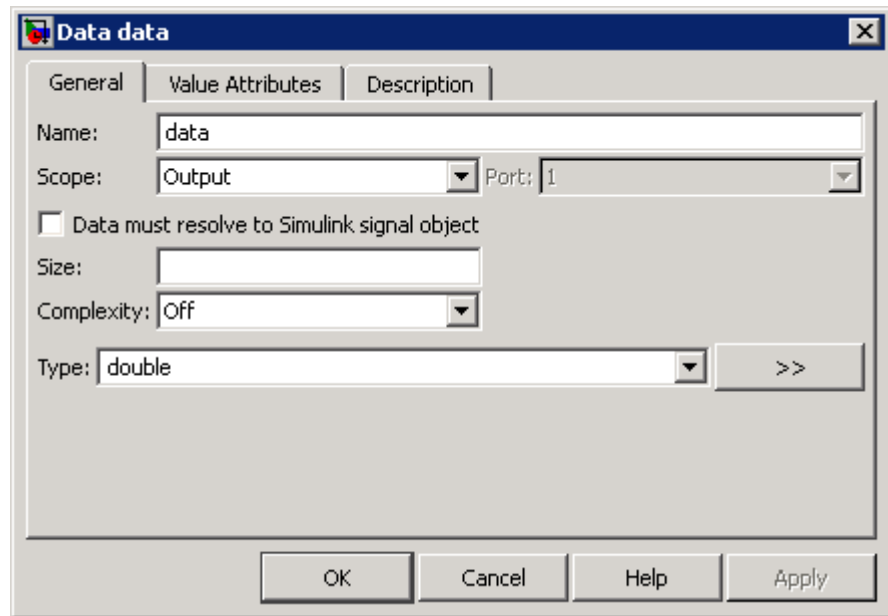 Data data
General Value Attributes Description
Name: data
Scope: Output Port: 1
Data must resolve to Simulink signal object
Size:
Complexity: Off
Type: double >>
OK Cancel Help Apply